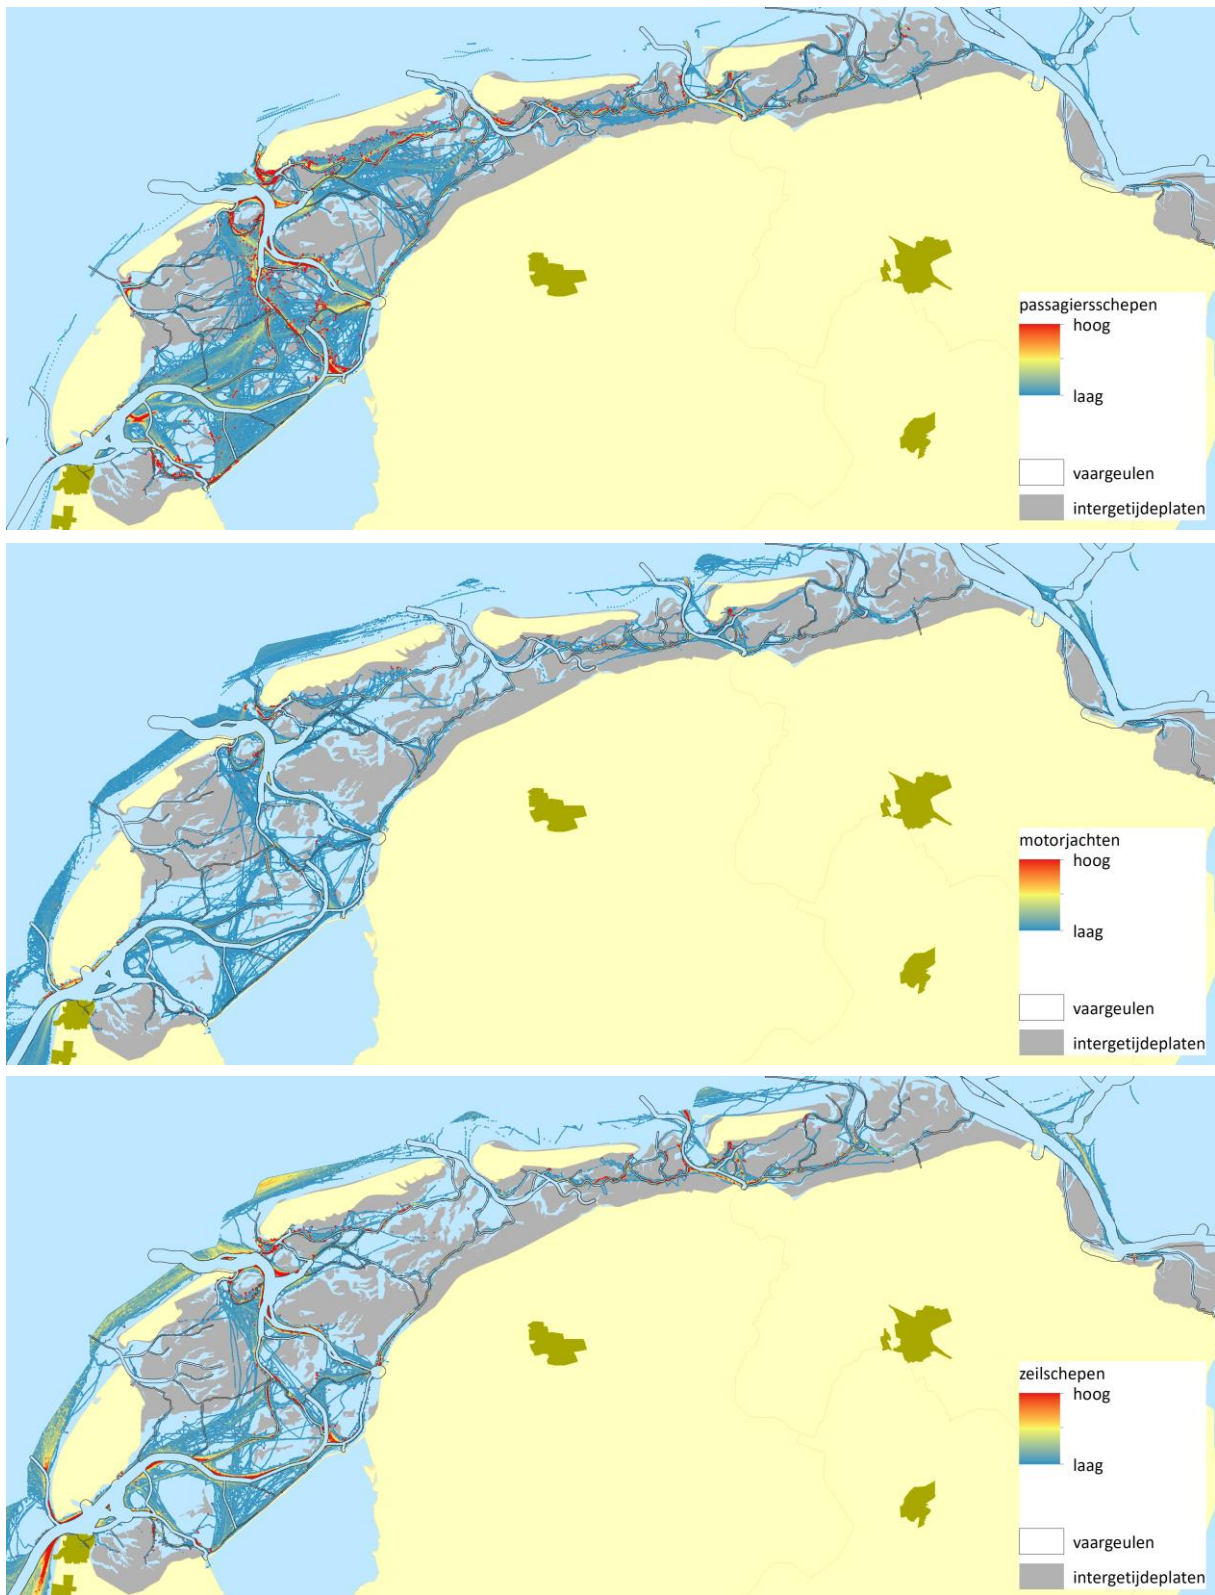 passagiersschepen
hoog
laag
vaargeulen
intergetijdeplaten
motorjachten
hoog
laag
vaargeulen
intergetijdeplaten
zeilschepen
hoog
laag
vaargeulen
intergetijdeplaten